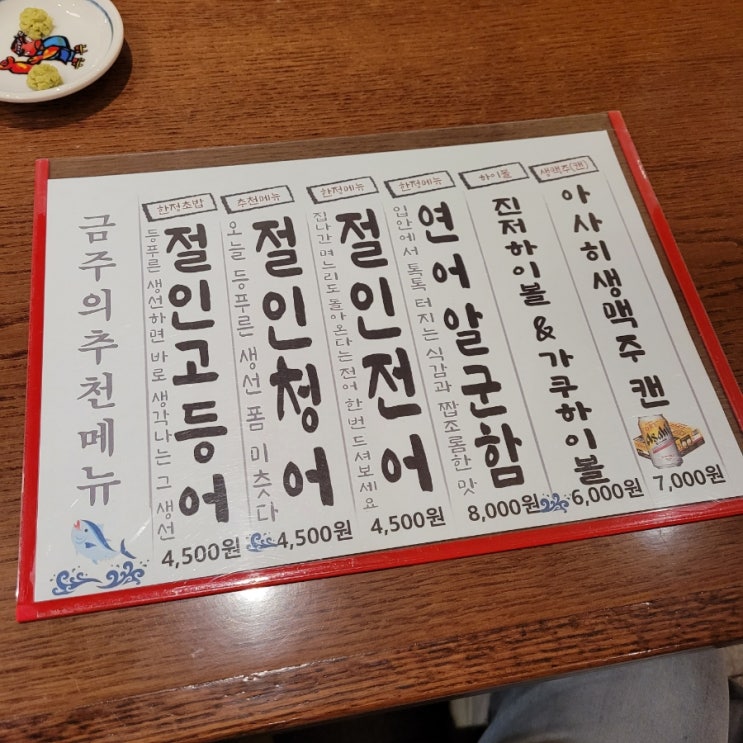 금주의추천메뉴
한정초밥
절인고등어
등푸른 생선하면 바로 생각나는 그 생선
4,500원
추천메뉴
절인청어
오늘 등푸른 생선 폼 미쳤다
4,500원
한정메뉴
절인전어
집나간 며느리도 돌아온다는 전어 한번 드셔보세요
4,500원
한정메뉴
연어알군함
입안에서 톡톡 터지는 식감과 짭조롬한 맛
8,000원
하이볼
진저하이볼 & 가쿠하이볼
6,000원
생맥주(캔)
아사히생맥주 캔
Asahi
7,000원